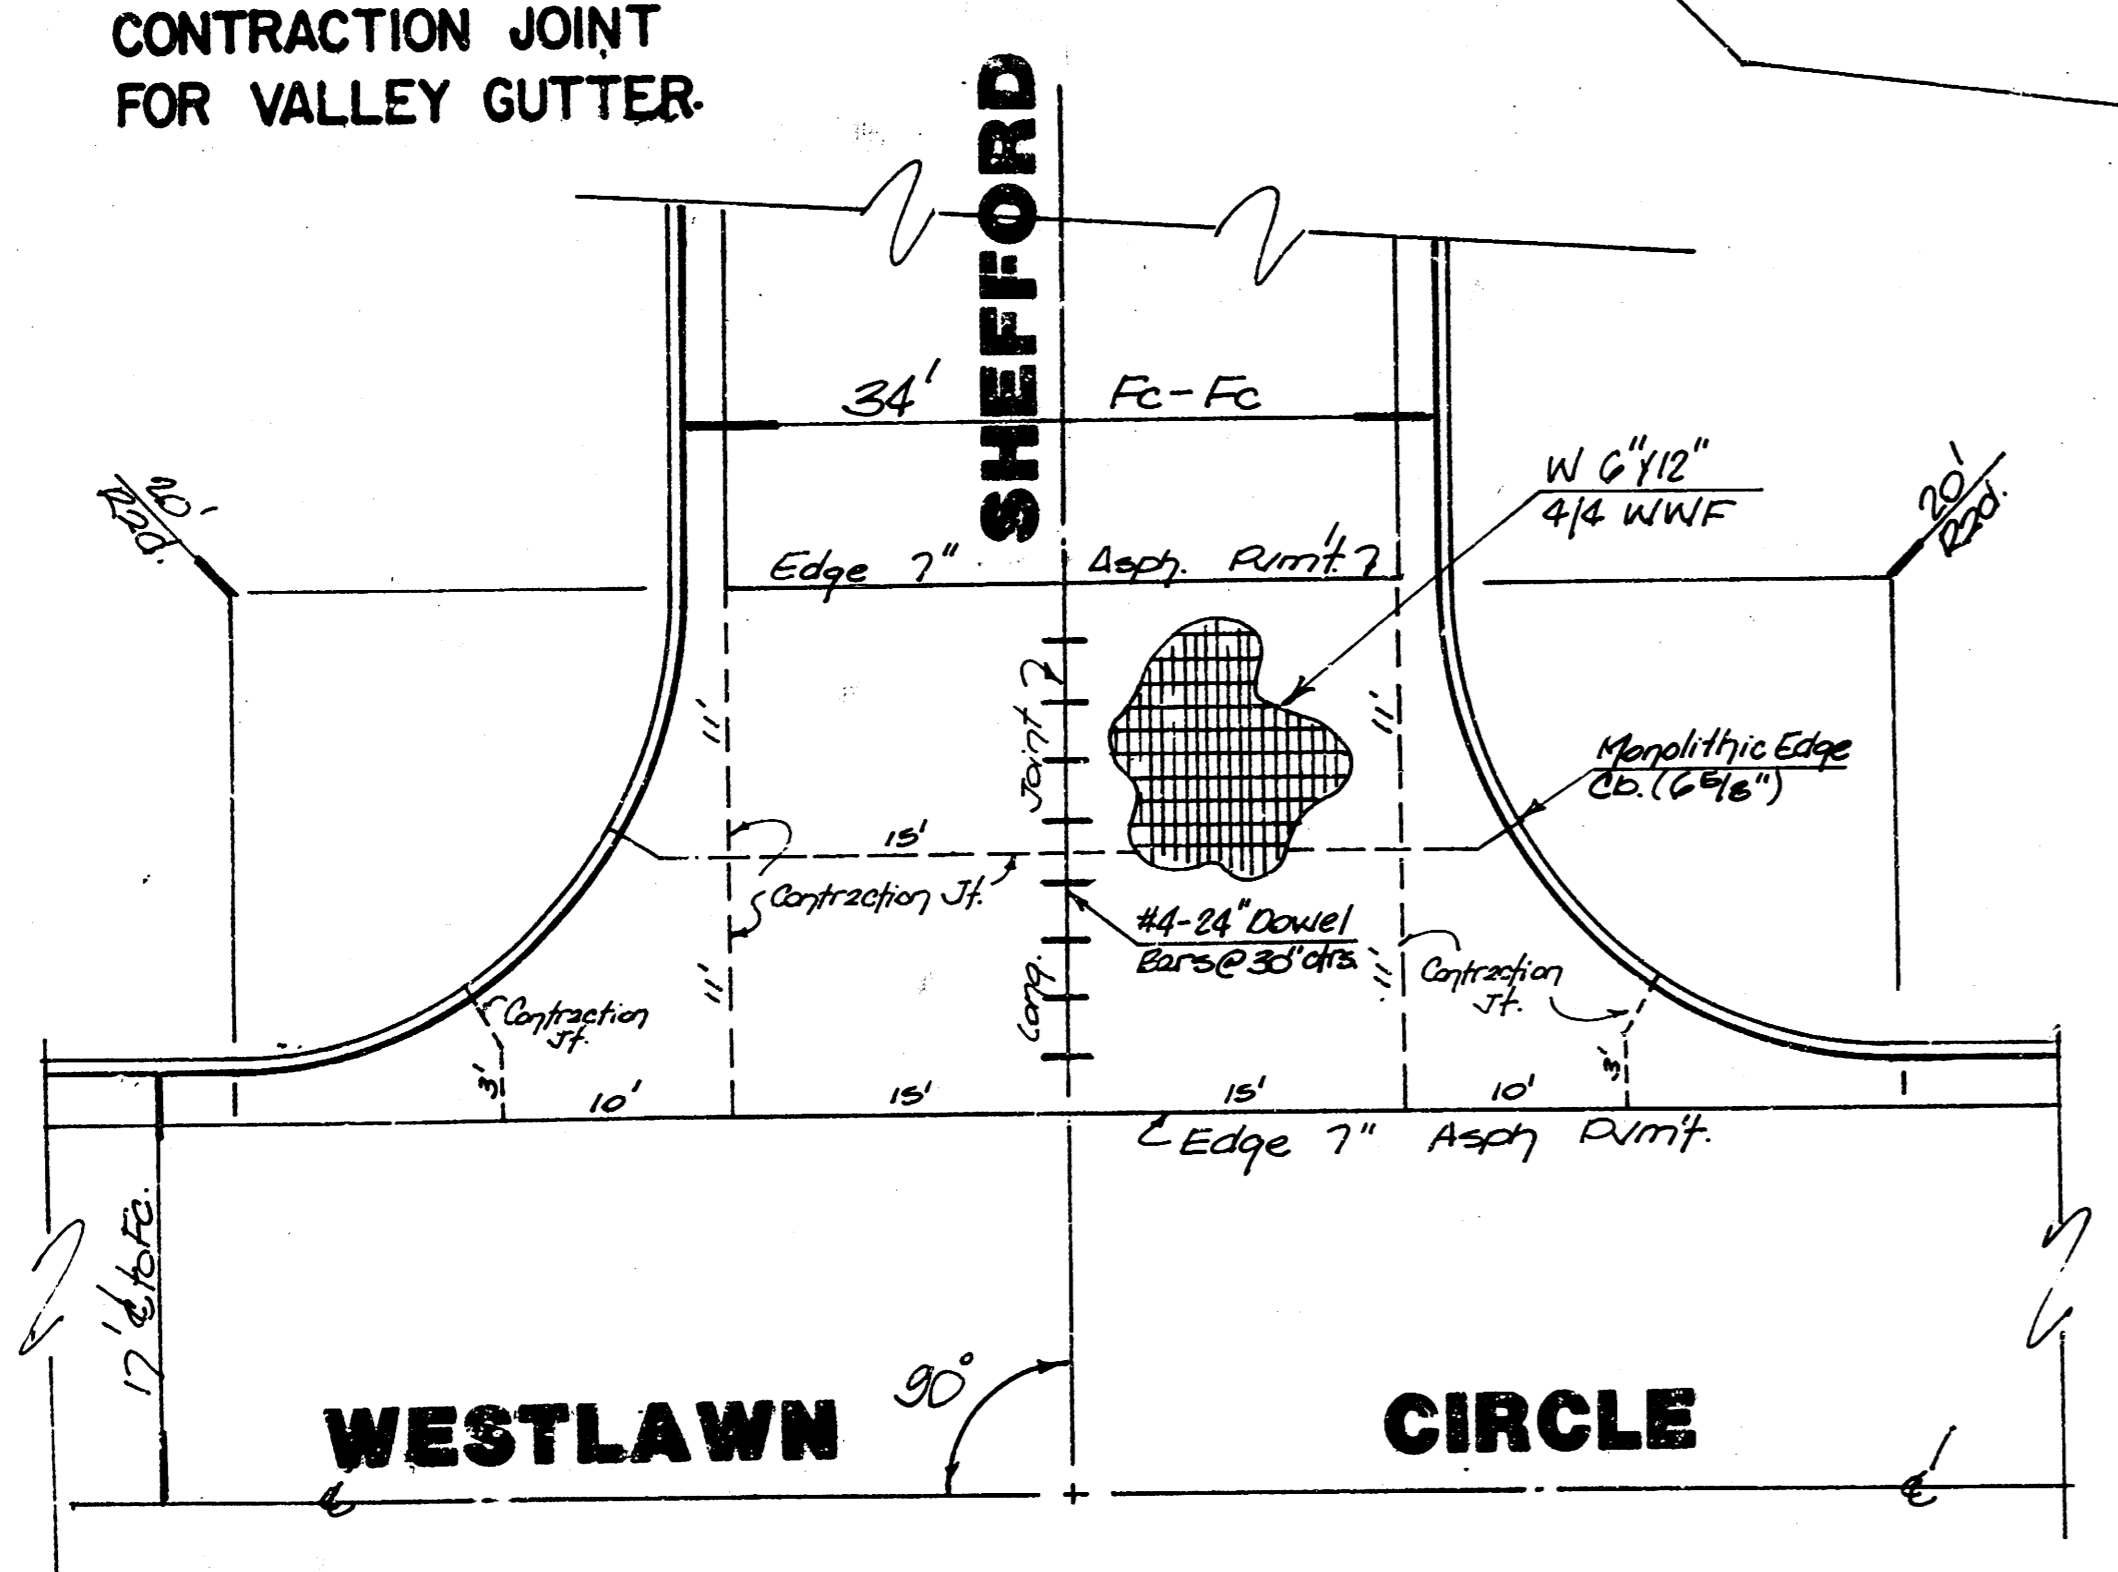 CONTRACTION JOINT
FOR VALLEY GUTTER.
SHEFFORD
34' Fc-Fc
W 6"x12"
4/4 WWF
20'
Rad.
20'
Rad.
Edge 7" Asph. Pvm't.
Joint
11'
11'
Monolithic Edge
Cb. (6 5/8")
15'
Contraction Jt.
#4-24" Dowel
Bars @ 30" ctrs.
Long.
11'
11'
Contraction
Jt.
Contraction
Jt.
3'
10'
15'
15'
10'
3'
Edge 7" Asph Pvm't.
17' ℄ to Fc.
90°
WESTLAWN CIRCLE
℄
℄